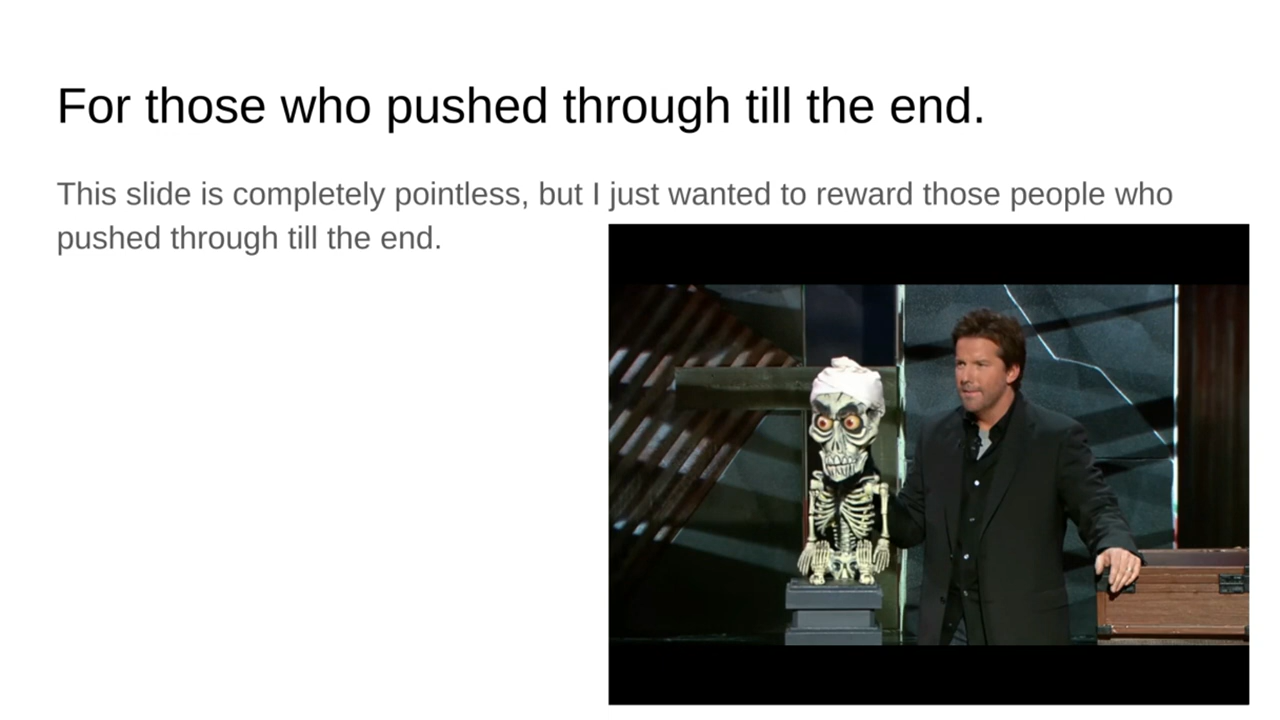 For those who pushed through till the end.
This slide is completely pointless, but I just wanted to reward those people who
pushed through till the end.